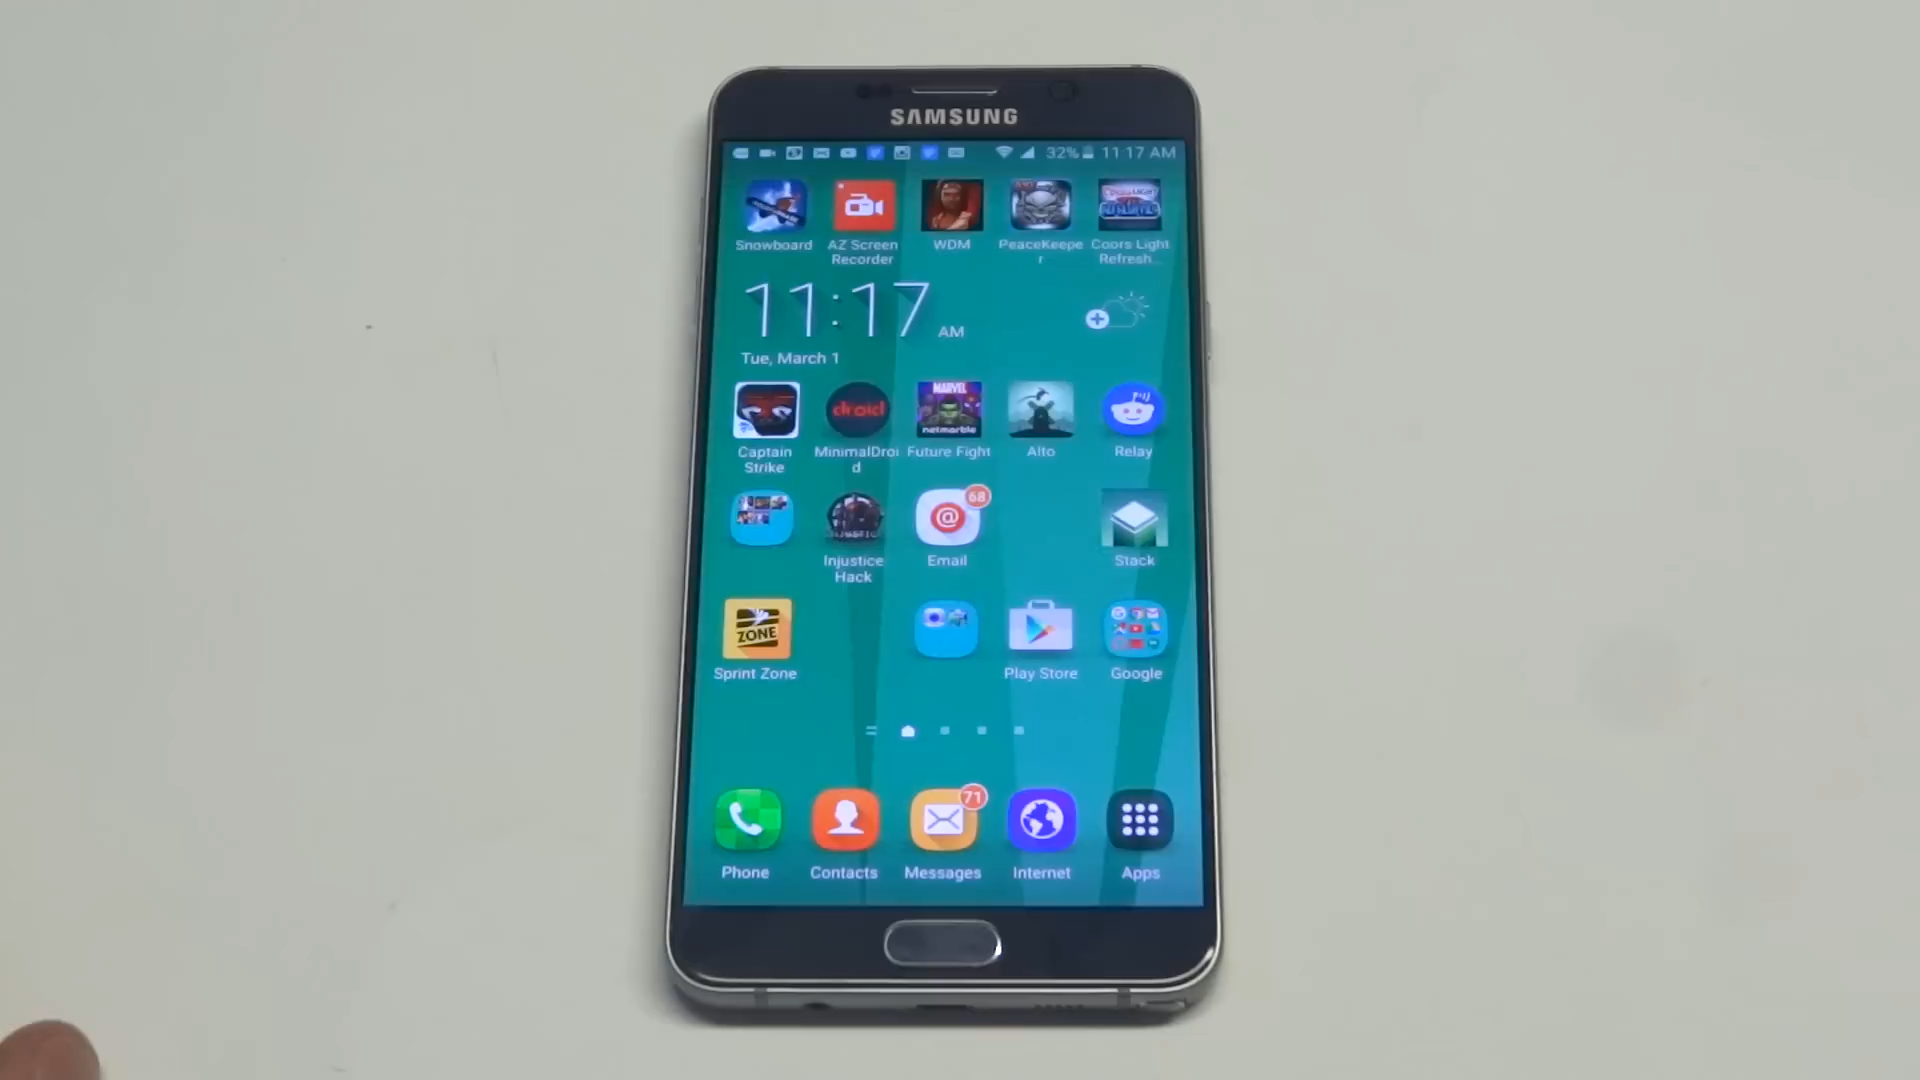 SAMSUNG
32% 11:17 AM
Snowboard
AZ Screen
Recorder
WDM
PeaceKeepe
r
Coors Light
Refresh...
11:17 AM
Tue, March 1
droid
MARVEL
netmarble
Captain
Strike
MinimalDroi
d
Future Fight
Alto
Relay
68
Injustice
Hack
Email
Stack
ZONE
Sprint Zone
Play Store
Google
71
Phone
Contacts
Messages
Internet
Apps